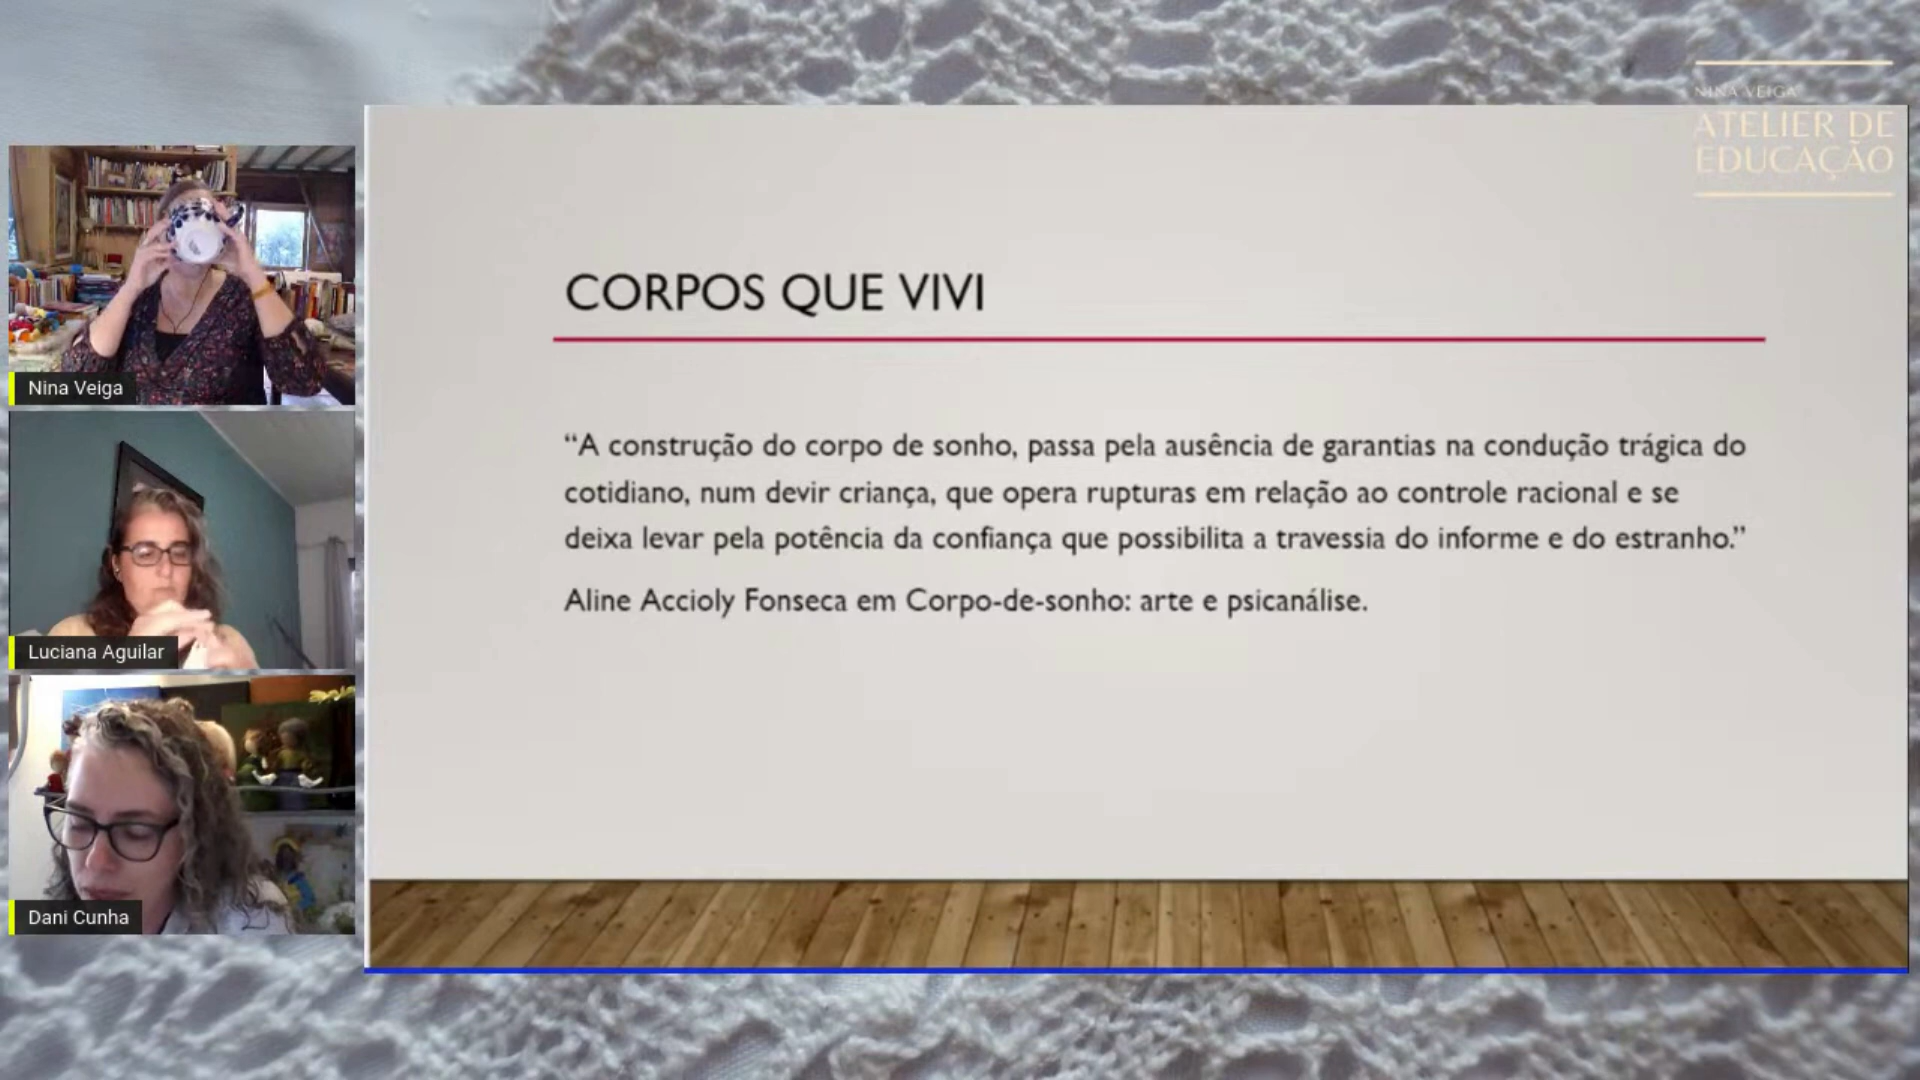 NINA VEIGA
ATELIER DE
EDUCAÇÃO
Nina Veiga
Luciana Aguilar
Dani Cunha
CORPOS QUE VIVI
“A construção do corpo de sonho, passa pela ausência de garantias na condução trágica do
cotidiano, num devir criança, que opera rupturas em relação ao controle racional e se
deixa levar pela potência da confiança que possibilita a travessia do informe e do estranho.”
Aline Accioly Fonseca em Corpo-de-sonho: arte e psicanálise.